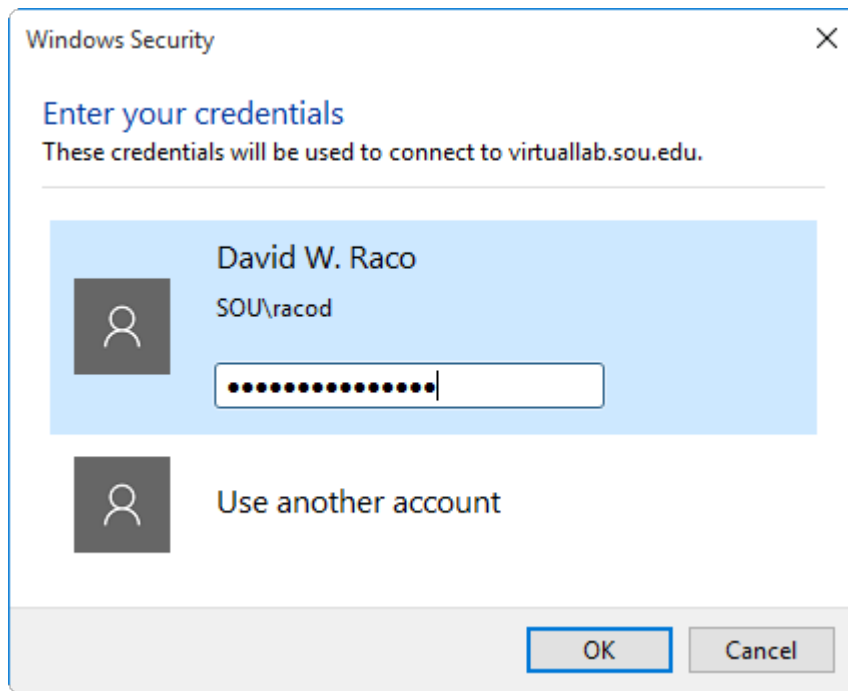 Windows Security
Enter your credentials
These credentials will be used to connect to virtuallab.sou.edu.
David W. Raco
SOU\racod
●●●●●●●●●●●●●●●
Use another account
OK
Cancel